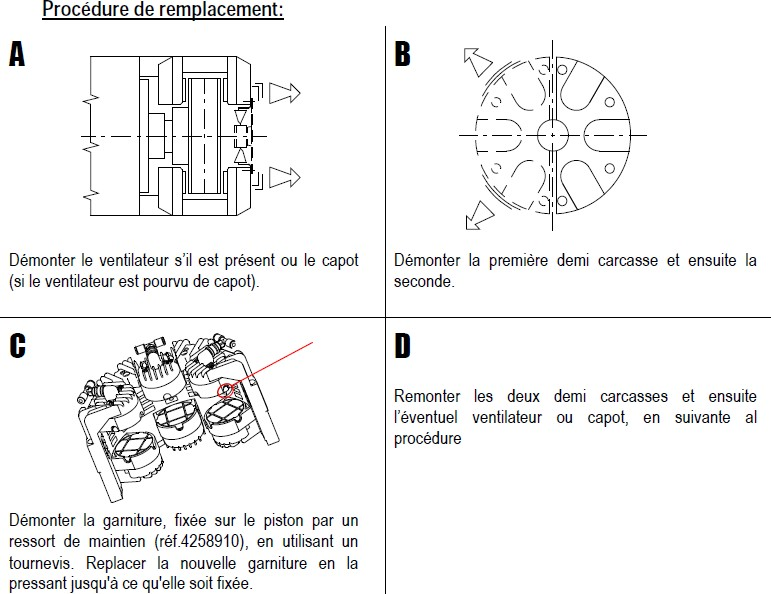 Procédure de remplacement:
A
Démonter le ventilateur s'il est présent ou le capot
(si le ventilateur est pourvu de capot).
B
Démonter la première demi carcasse et ensuite la
seconde.
C
Démonter la garniture, fixée sur le piston par un
ressort de maintien (réf.4258910), en utilisant un
tournevis. Replacer la nouvelle garniture en la
pressant jusqu'à ce qu'elle soit fixée.
D
Remonter les deux demi carcasses et ensuite
l'éventuel ventilateur ou capot, en suivante al
procédure